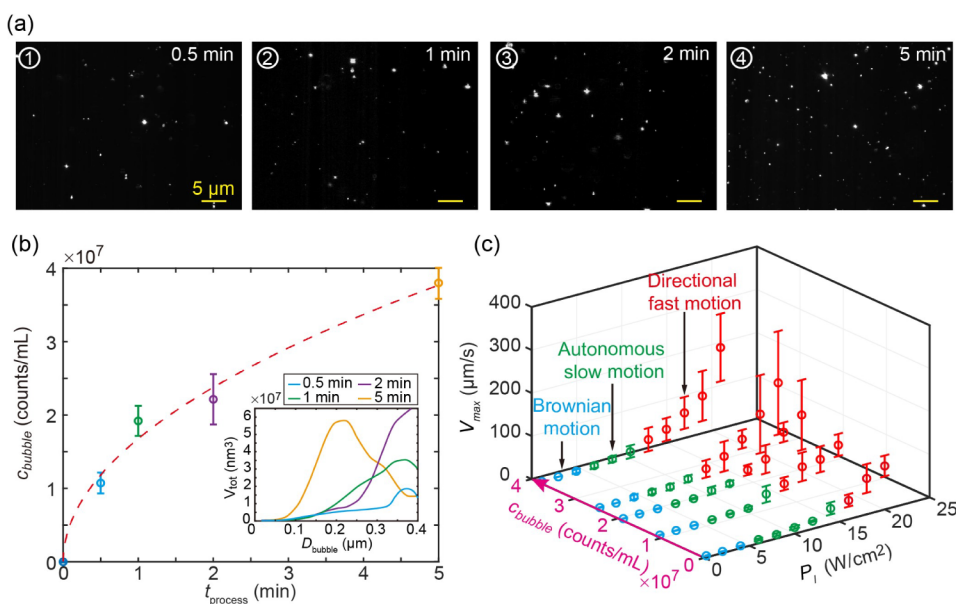 (a)
① 0.5 min
5 µm
② 1 min
③ 2 min
④ 5 min
(b)
×10⁷
4
3
2
1
0
c_bubble (counts/mL)
0 1 2 3 4 5
t_process (min)
0.5 min 2 min
1 min 5 min
×10⁷
6
5
4
3
2
1
0
V_tot (nm³)
0 0.1 0.2 0.3 0.4
D_bubble (µm)
(c)
400
300
200
100
0
V_max (µm/s)
Directional
fast motion
Autonomous
slow motion
Brownian
motion
4 3 2 1 0
c_bubble (counts/mL)
×10⁷
0 5 10 15 20 25
P_l (W/cm²)